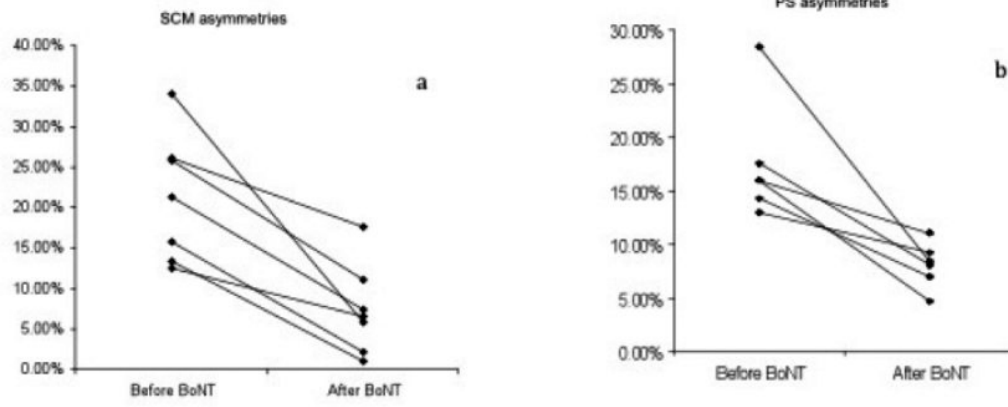 SCM asymmetries
40.00%
35.00%
30.00%
25.00%
20.00%
15.00%
10.00%
5.00%
0.00%
Before BoNT After BoNT
a
PS asymmetries
30.00%
25.00%
20.00%
15.00%
10.00%
5.00%
0.00%
Before BoNT After BoNT
b